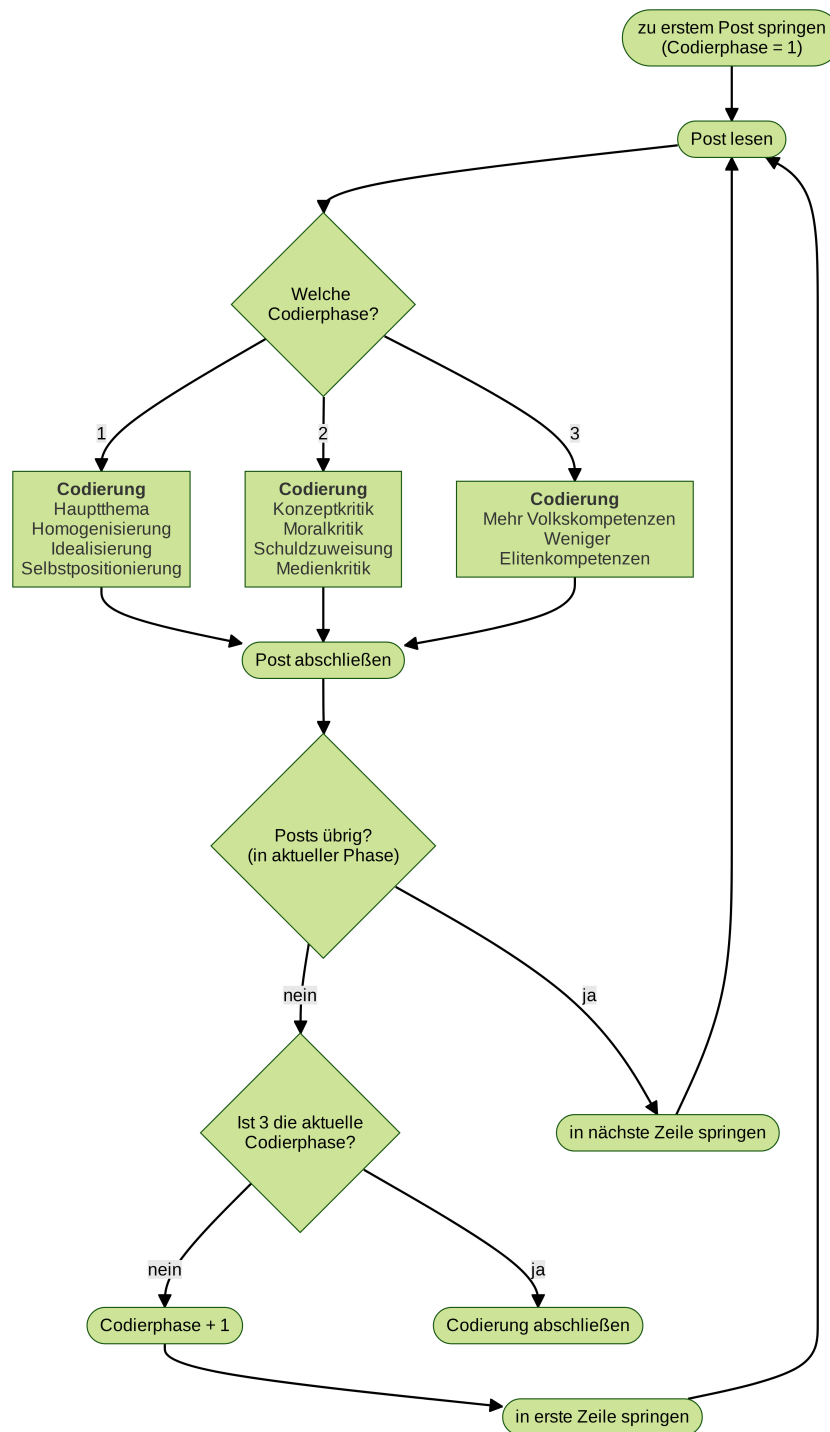 zu erstem Post springen
(Codierphase = 1)
Post lesen
Welche
Codierphase?
1
2
3
Codierung
Hauptthema
Homogenisierung
Idealisierung
Selbstpositionierung
Codierung
Konzeptkritik
Moralkritik
Schuldzuweisung
Medienkritik
Codierung
Mehr Volkskompetenzen
Weniger
Elitenkompetenzen
Post abschließen
Posts übrig?
(in aktueller Phase)
nein
ja
Ist 3 die aktuelle
Codierphase?
in nächste Zeile springen
nein
ja
Codierphase + 1
Codierung abschließen
in erste Zeile springen